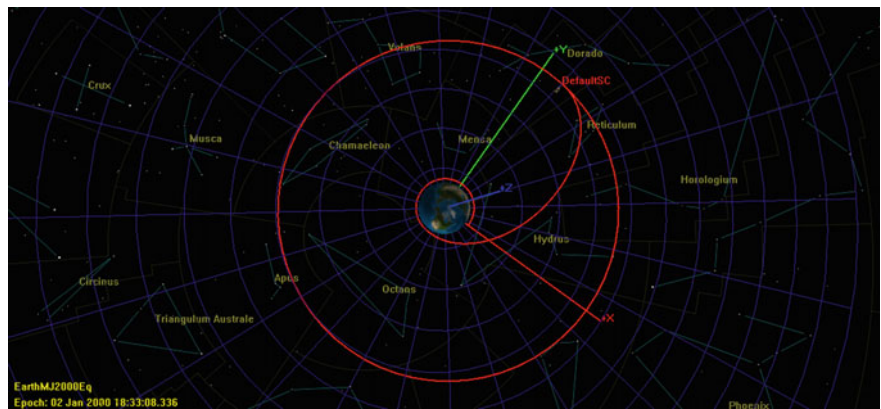 Volans
+Y
Dorado
DefaultSC
Crux
Reticulum
Musca
Mensa
Chamaeleon
Horologium
+Z
Hydrus
Apus
Circinus
Octans
Triangulum Australe
+X
EarthMJ2000Eq
Epoch: 02 Jan 2000 18:33:08.336
Phoenix